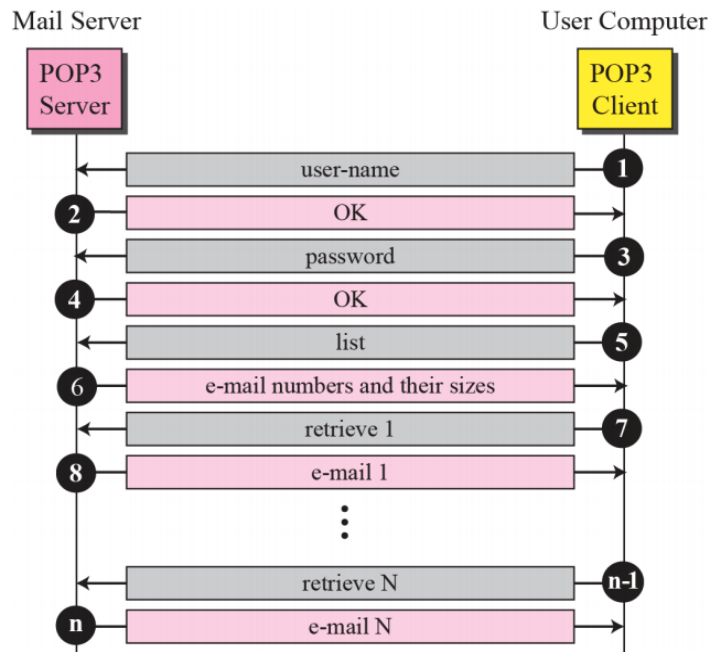 Mail Server
User Computer
POP3
Server
POP3
Client
user-name
1
2
OK
password
3
4
OK
list
5
6
e-mail numbers and their sizes
retrieve 1
7
8
e-mail 1
retrieve N
n-1
n
e-mail N